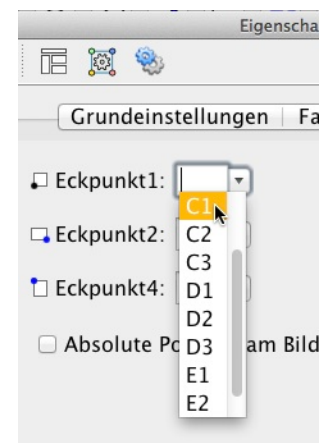 Eigenscha
Grundeinstellungen Fa
Eckpunkt1:
C1
Eckpunkt2:
C2
C3
Eckpunkt4:
D1
D2
Absolute Po
D3
am Bild
E1
E2